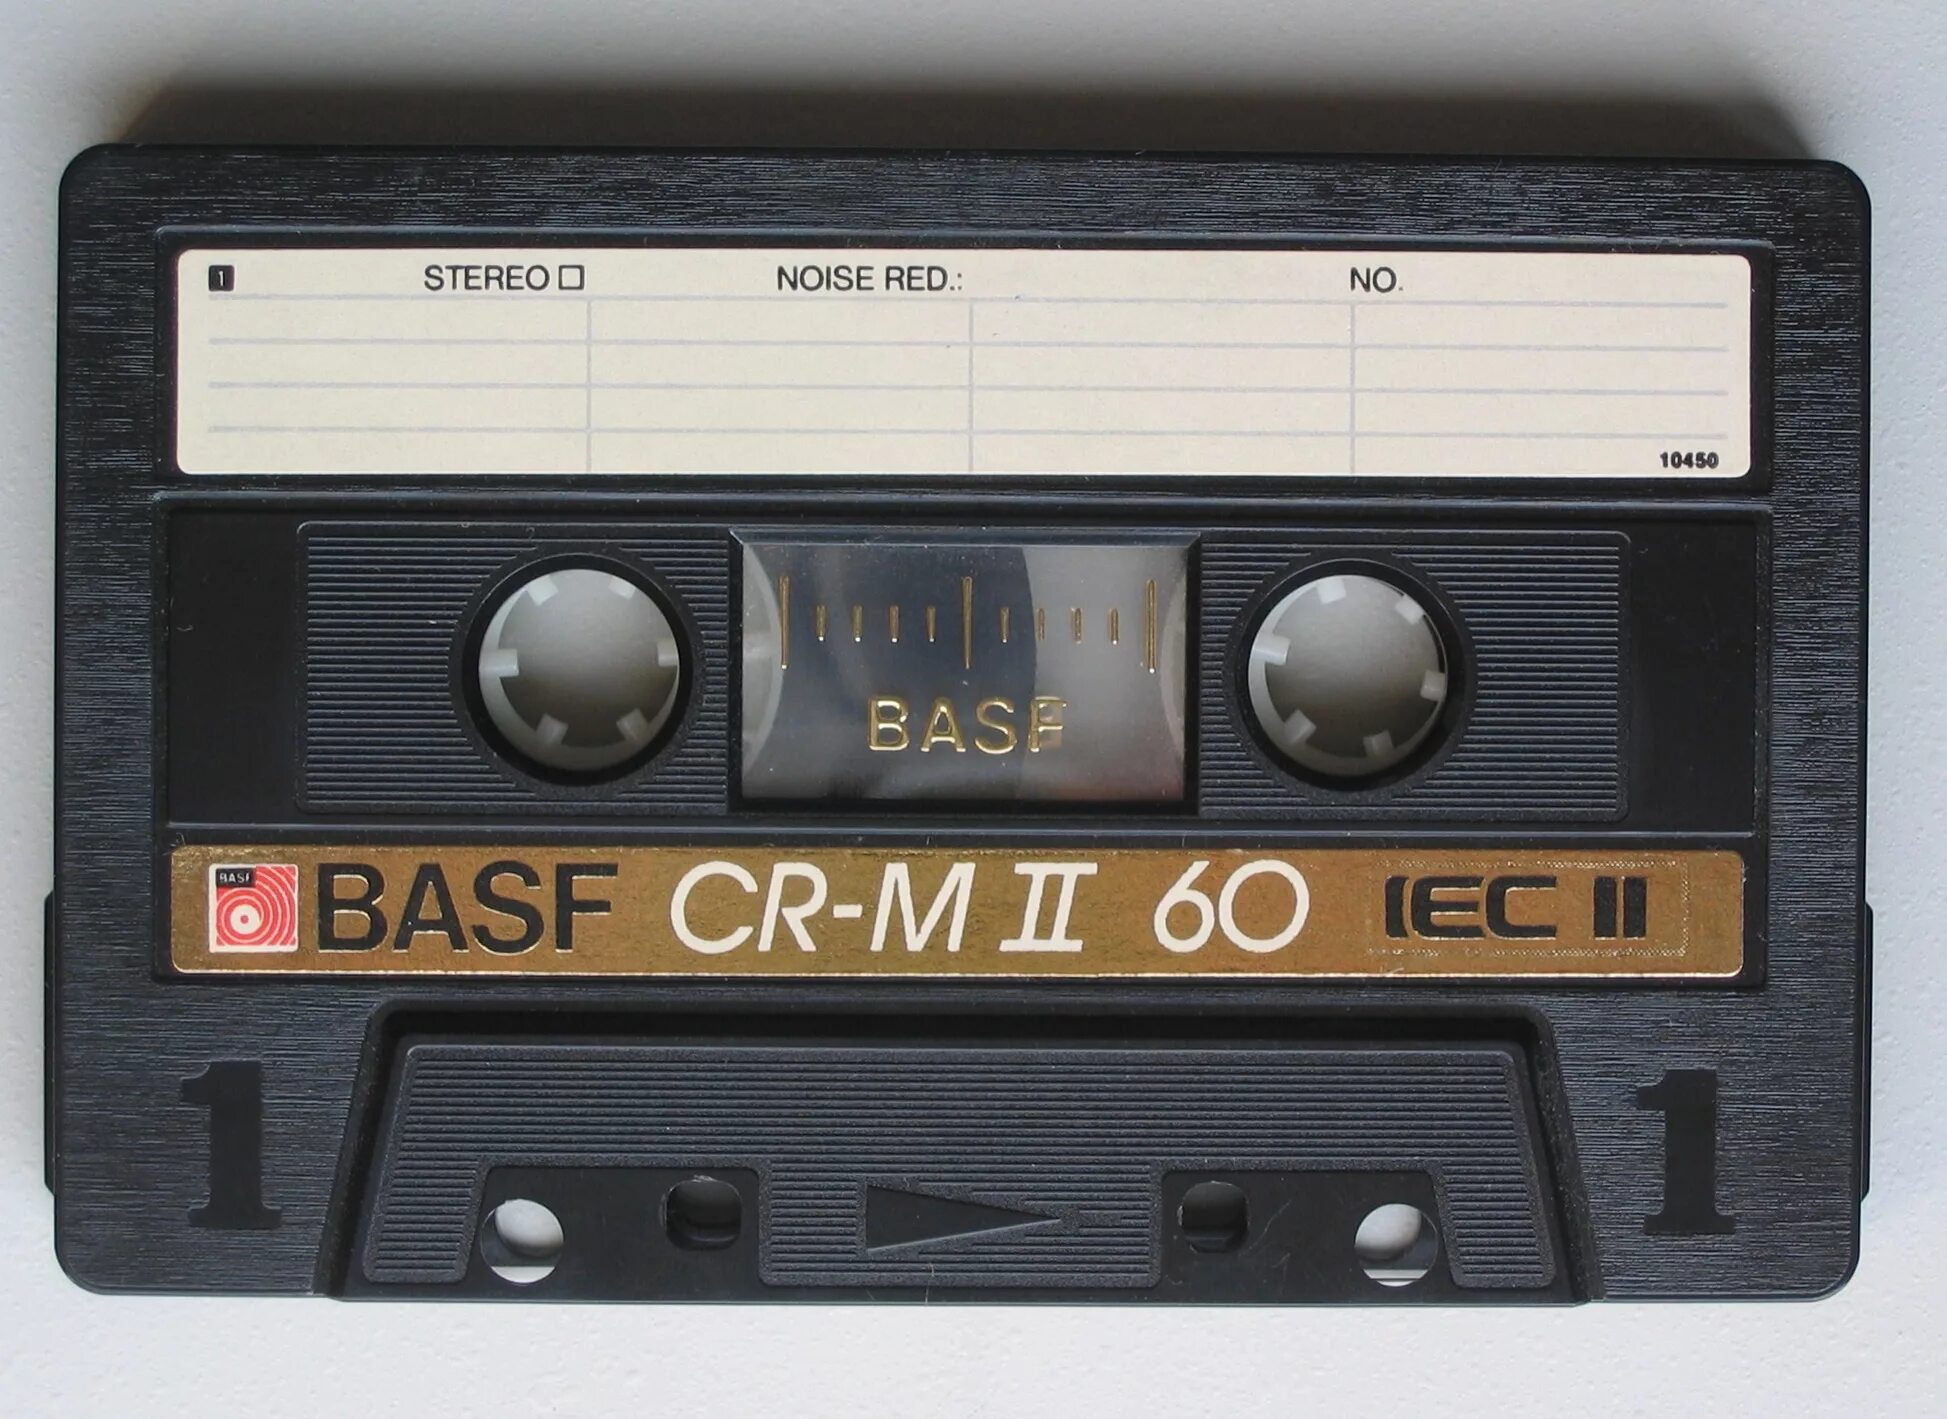 1 STEREO NOISE RED.: NO.
10450
BASF
BASF BASF CR-M II 60 IEC II
1 1